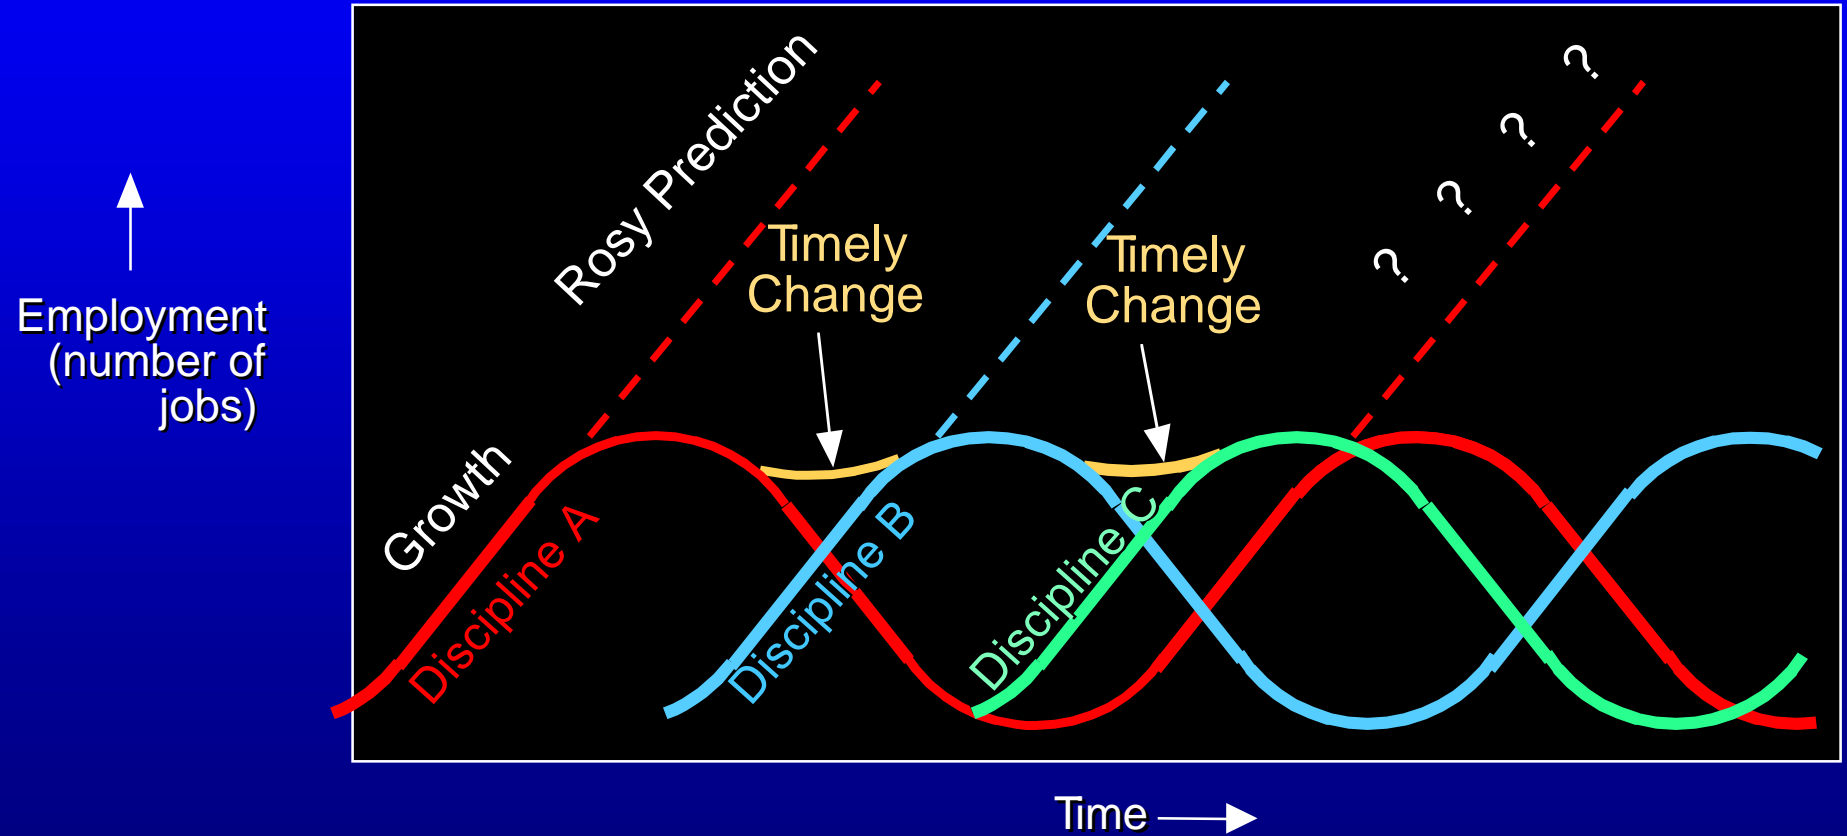 Employment
(number of
jobs)
Growth
Rosy Prediction
Discipline A
Timely
Change
Discipline B
Timely
Change
Discipline C
?
?
?
?
Time